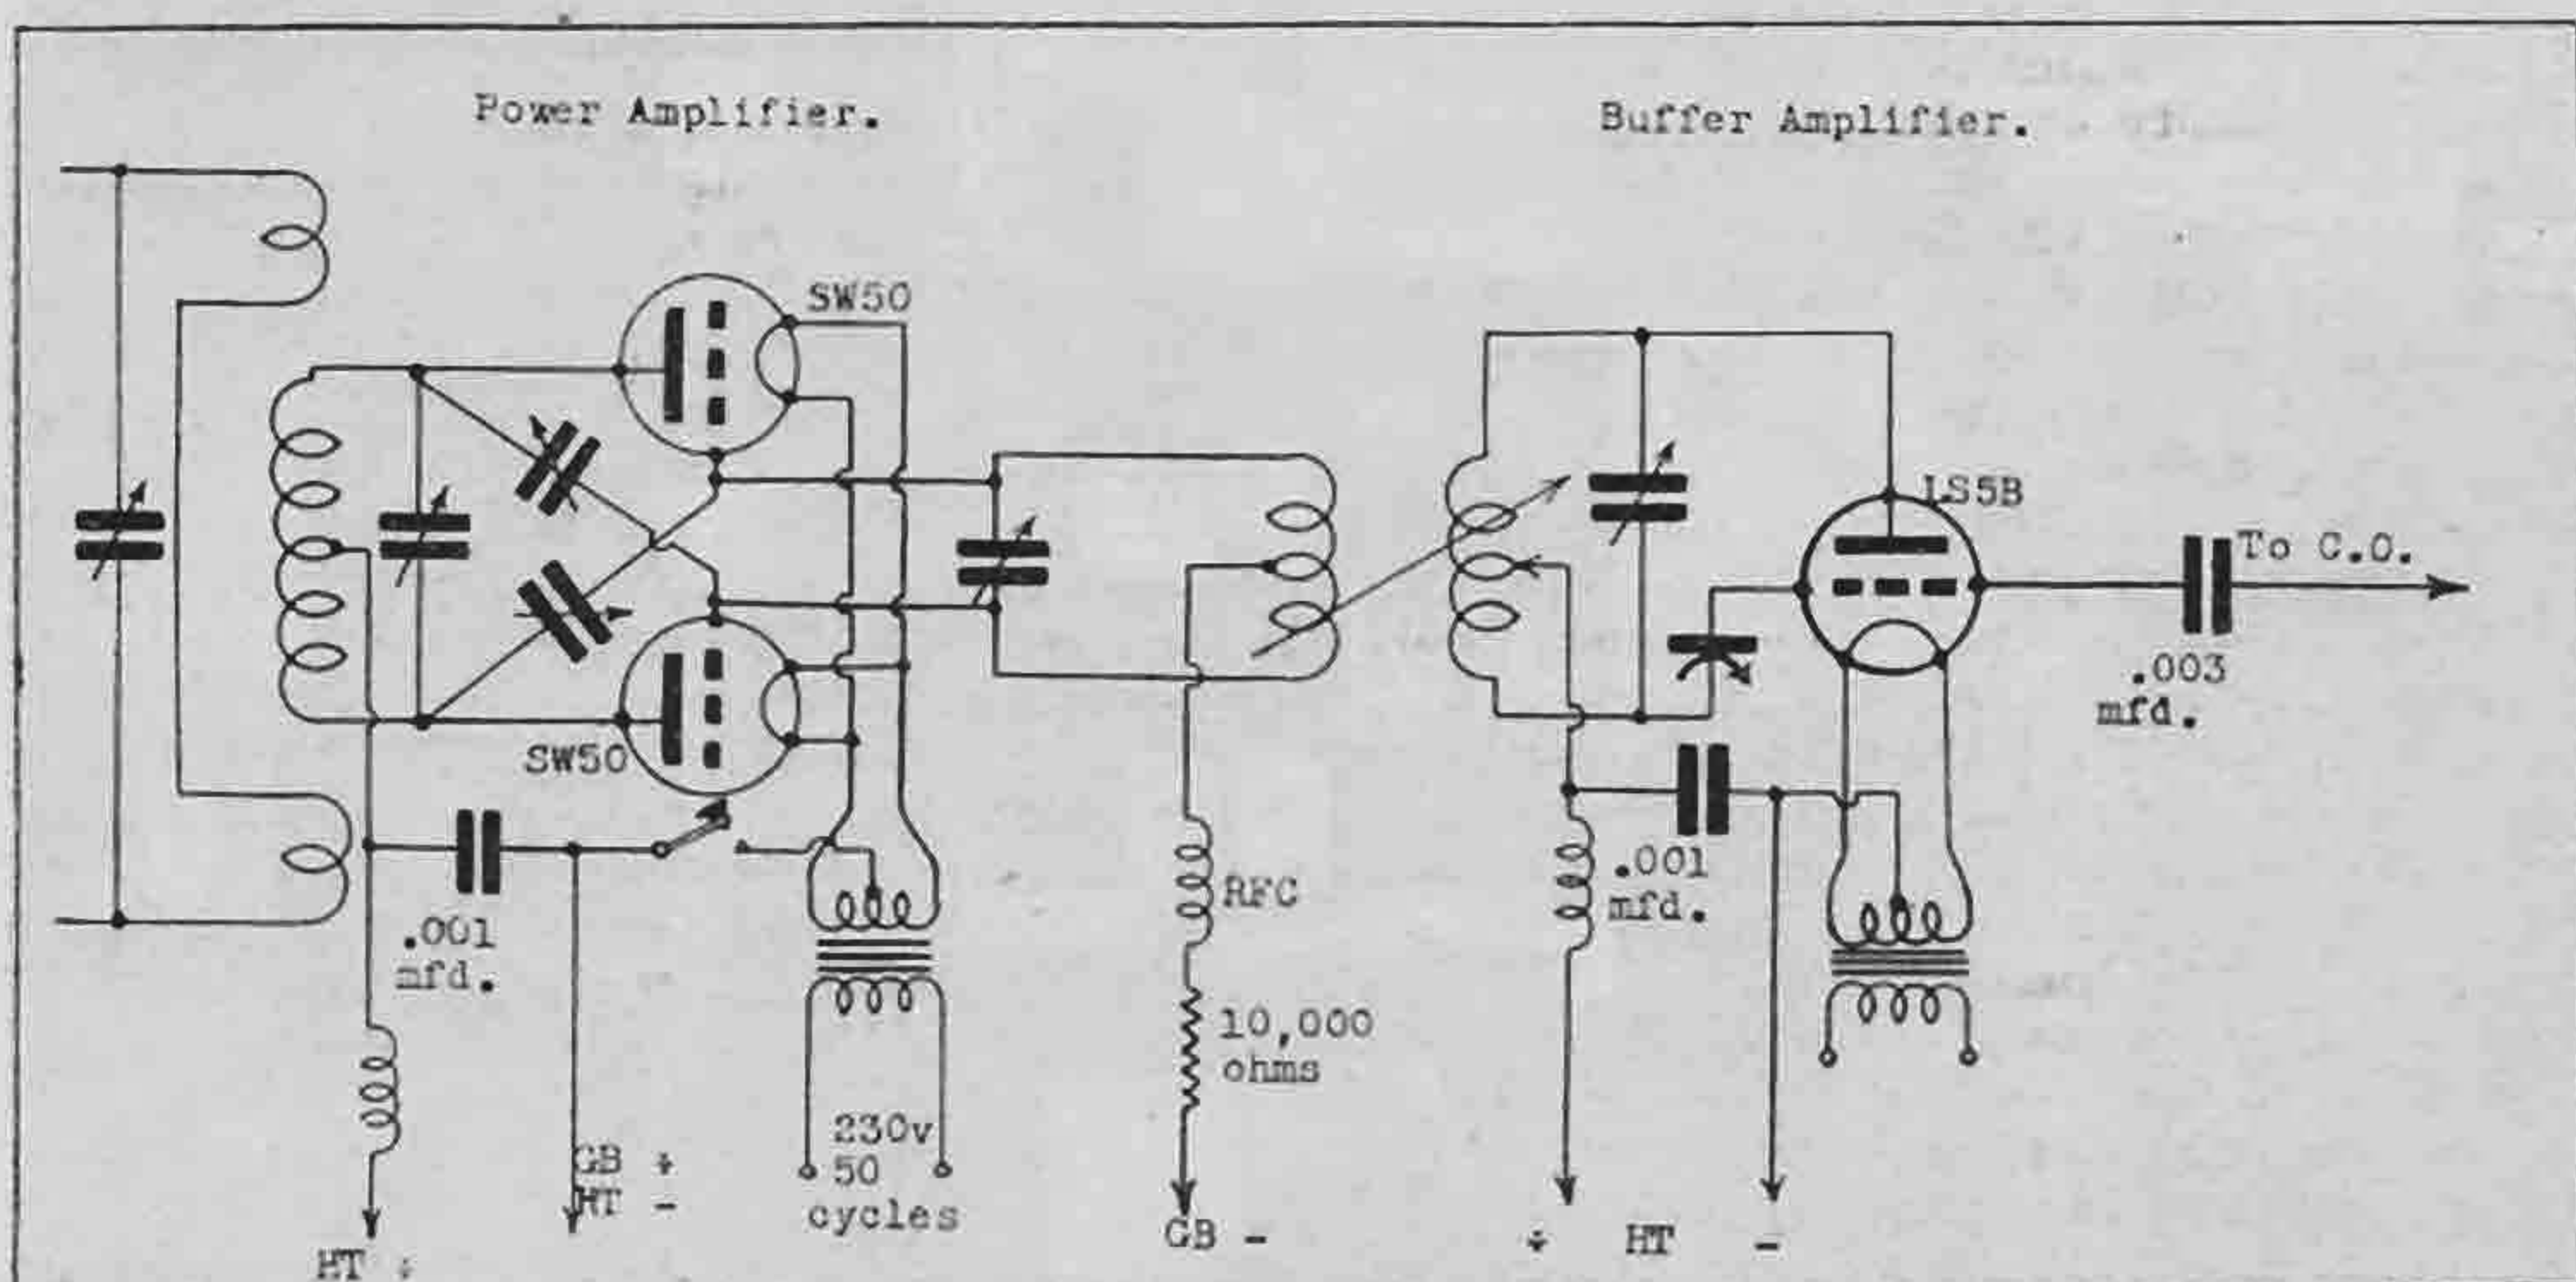 Power Amplifier.
Buffer Amplifier.
SW50
LS5B
To C.O.
.003
mfd.
SW50
.001
mfd.
.001
mfd.
RFC
10,000
ohms
230v
50
cycles
GB +
HT -
HT +
GB -
+ HT -